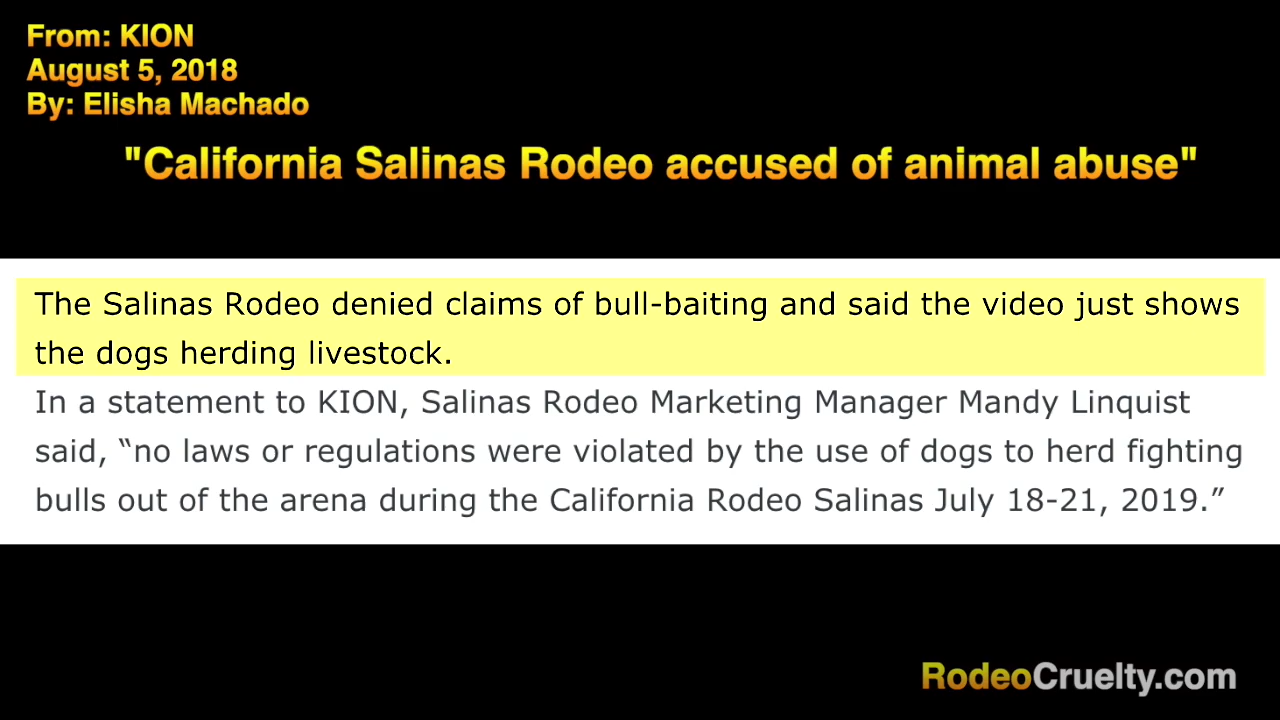 From: KION
August 5, 2018
By: Elisha Machado
"California Salinas Rodeo accused of animal abuse"
The Salinas Rodeo denied claims of bull-baiting and said the video just shows
the dogs herding livestock.
In a statement to KION, Salinas Rodeo Marketing Manager Mandy Linquist
said, “no laws or regulations were violated by the use of dogs to herd fighting
bulls out of the arena during the California Rodeo Salinas July 18-21, 2019.”
RodeoCruelty.com